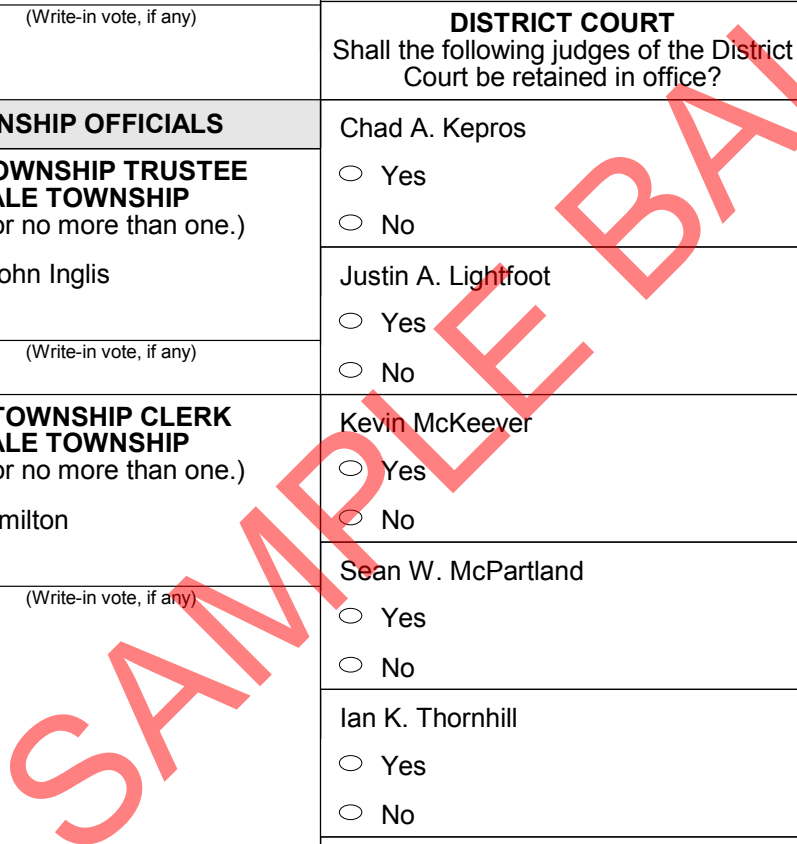 (Write-in vote, if any)
NSHIP OFFICIALS
OWNSHIP TRUSTEE
ALE TOWNSHIP
or no more than one.)
ohn Inglis
(Write-in vote, if any)
TOWNSHIP CLERK
ALE TOWNSHIP
or no more than one.)
milton
(Write-in vote, if any)
DISTRICT COURT
Shall the following judges of the District
Court be retained in office?
Chad A. Kepros
Yes
No
Justin A. Lightfoot
Yes
No
Kevin McKeever
Yes
No
Sean W. McPartland
Yes
No
Ian K. Thornhill
Yes
No
SAMPLE BAL